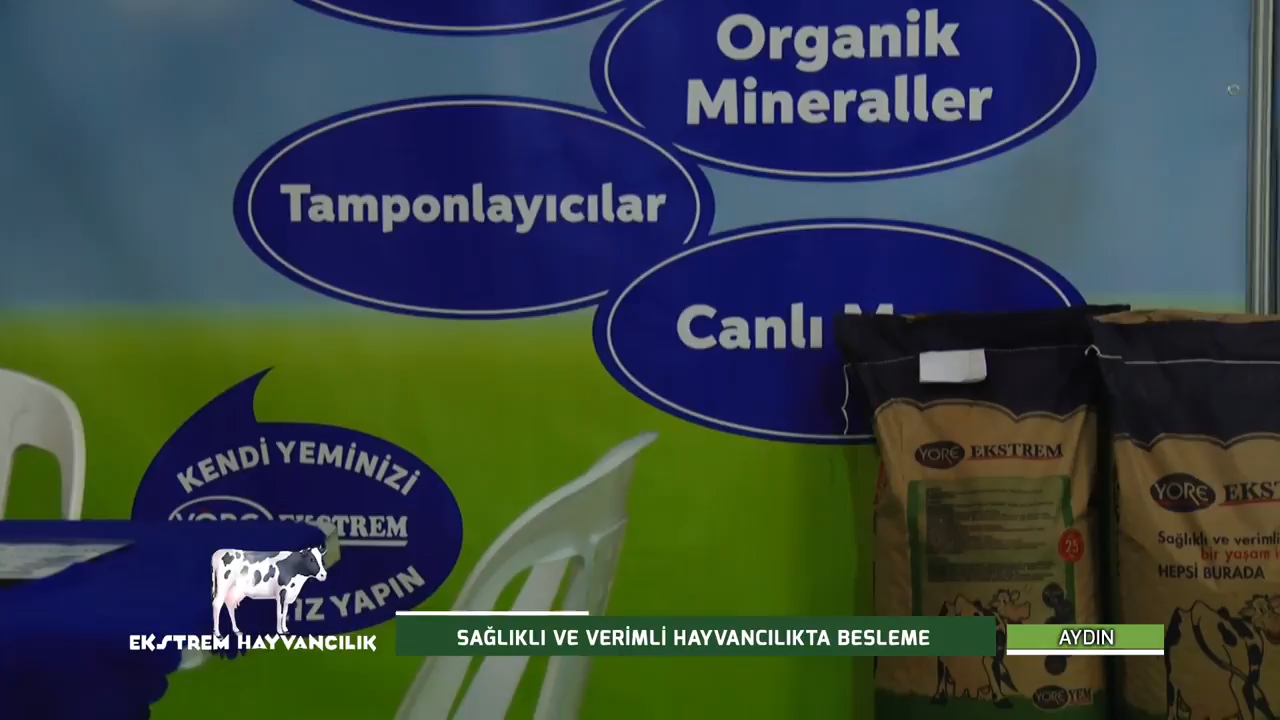 Organik
Mineraller
Tamponlayıcılar
Canlı
KENDİ YEMİNİZİ
YORE EKSTREM
YAPIN
YORE EKSTREM
25
YORE YEM
YORE
Sağlıklı ve verimli
bir yaşam
HEPSİ BURADA
EKSTREM HAYVANCILIK
SAĞLIKLI VE VERİMLİ HAYVANCILIKTA BESLEME
AYDIN